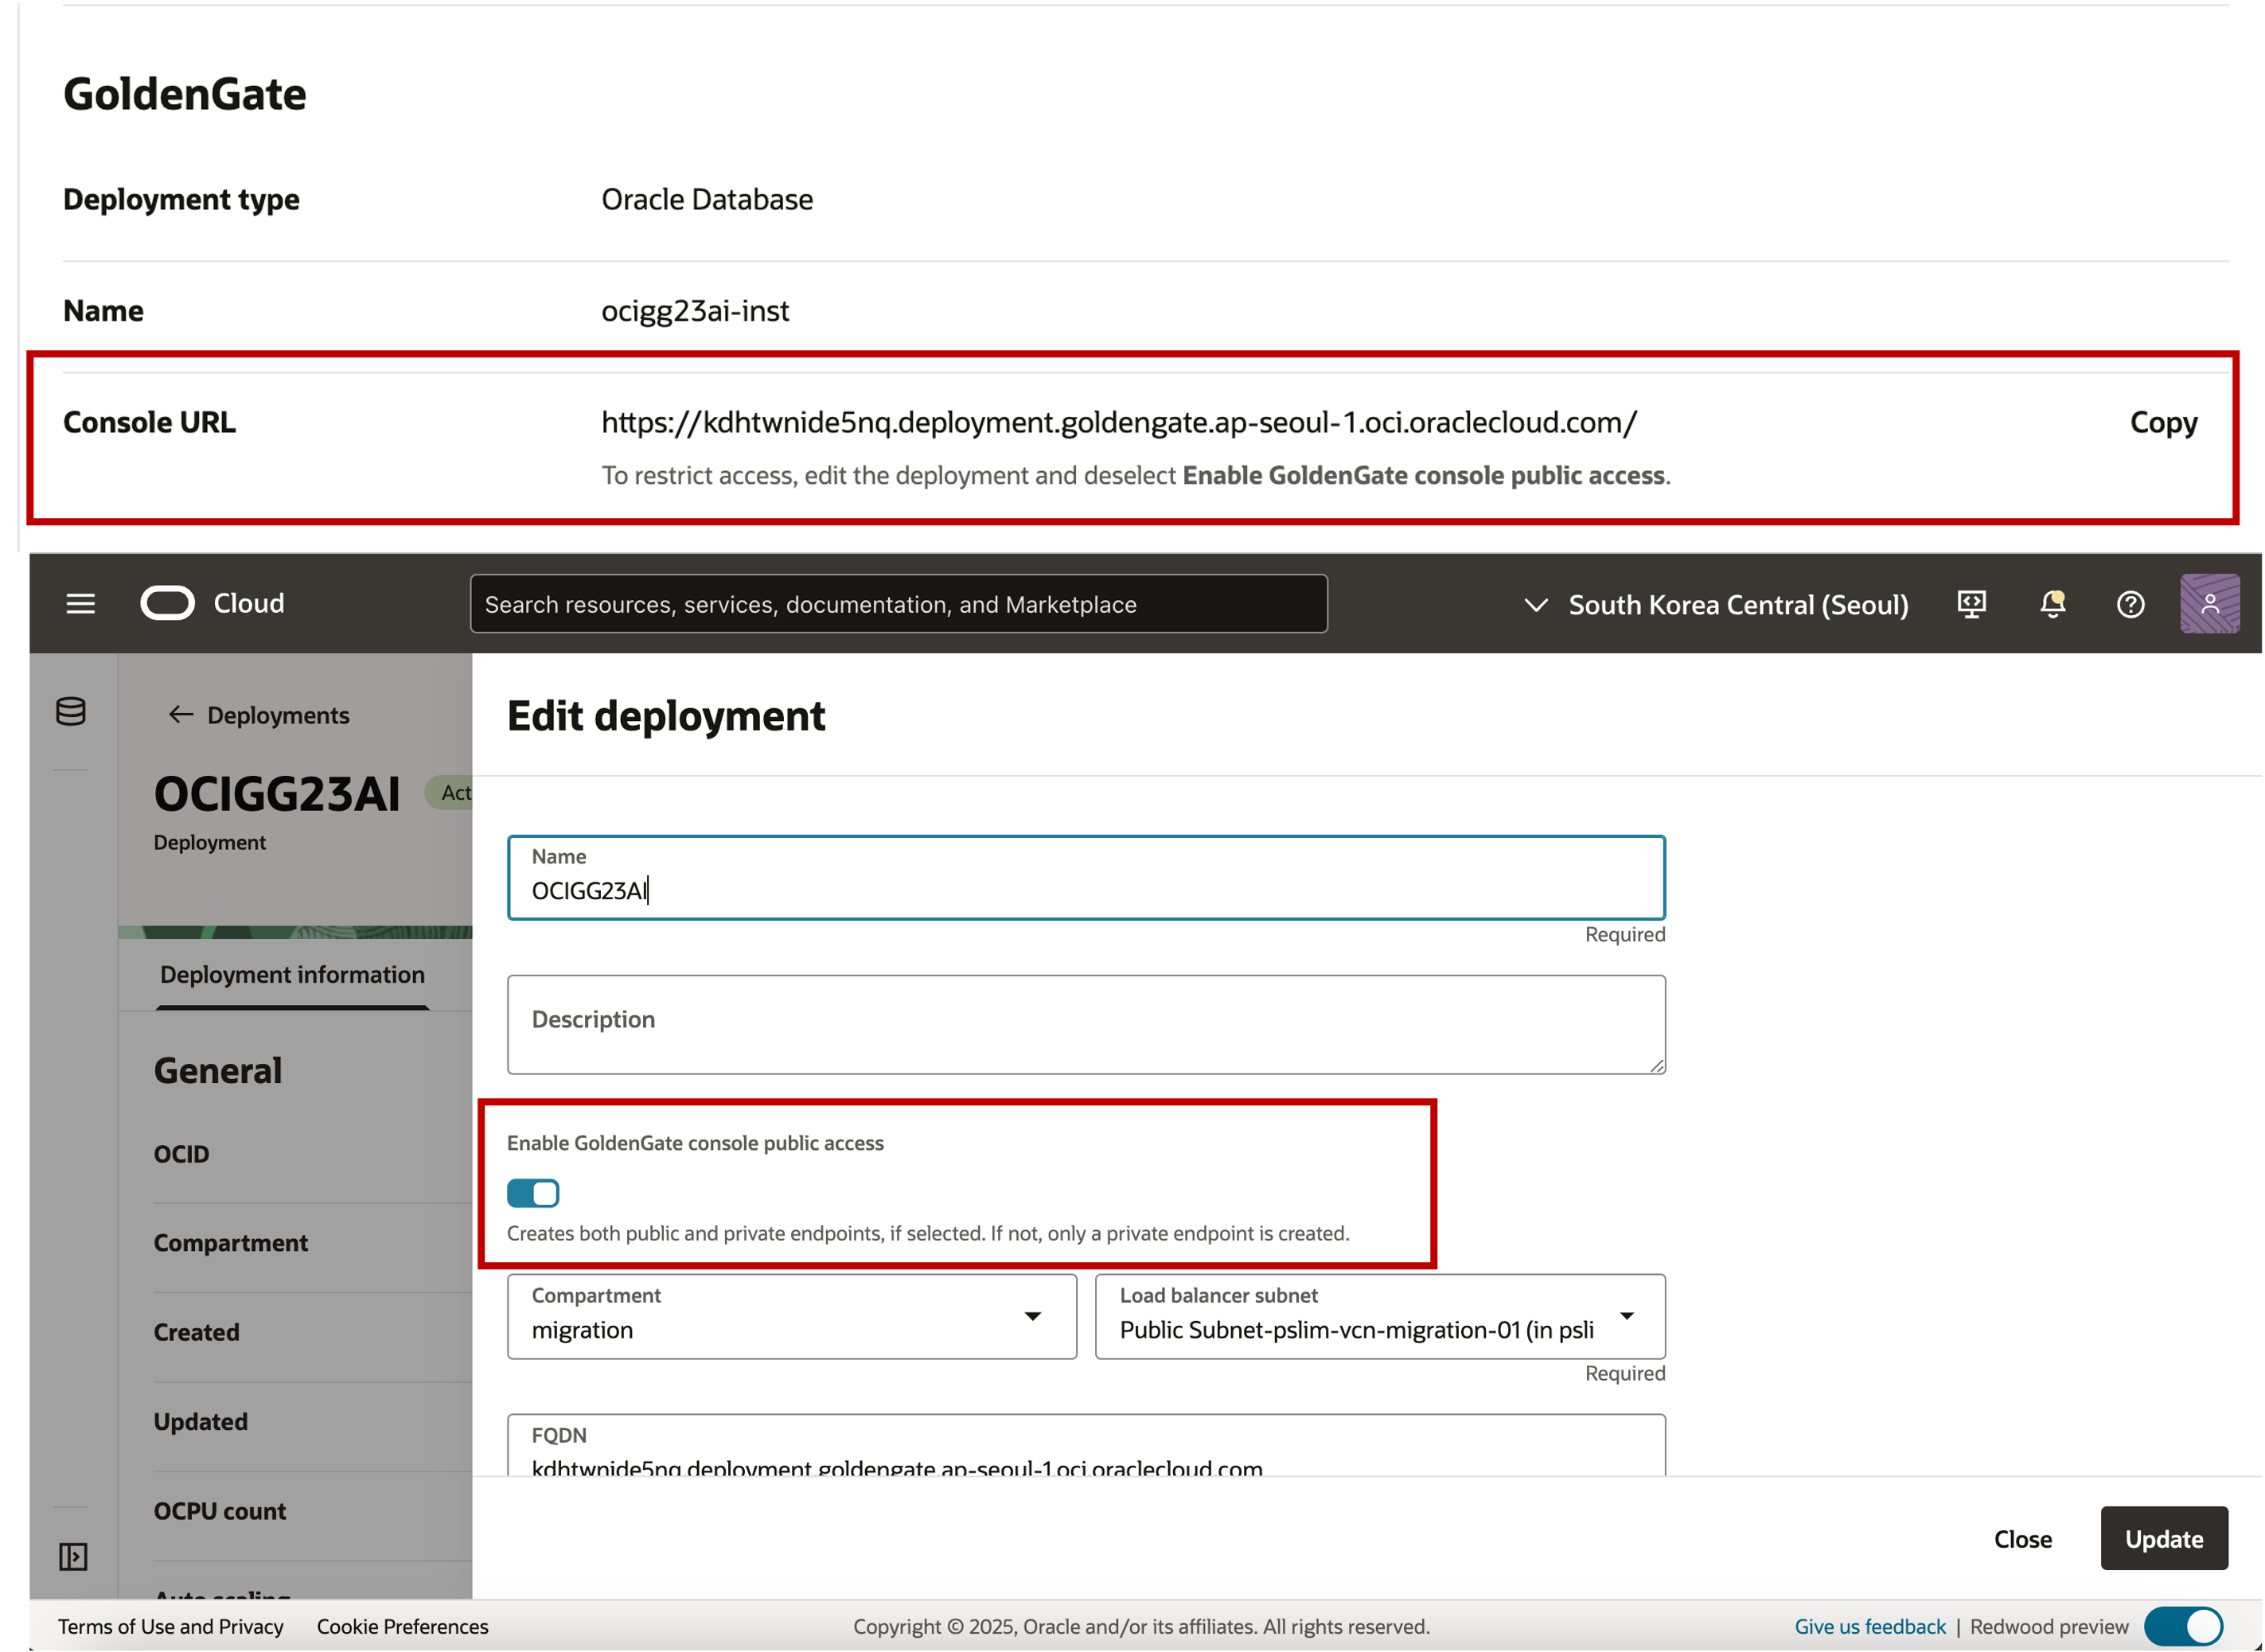 GoldenGate
Deployment type Oracle Database
Name ocigg23ai-inst
Console URL https://kdhtwnide5nq.deployment.goldengate.ap-seoul-1.oci.oraclecloud.com/ Copy
To restrict access, edit the deployment and deselect Enable GoldenGate console public access.
Cloud Search resources, services, documentation, and Marketplace South Korea Central (Seoul)
Deployments
OCIGG23AI Act
Deployment
Deployment information
General
OCID
Compartment
Created
Updated
OCPU count
Auto scaling
Edit deployment
Name
OCIGG23AI
Required
Description
Enable GoldenGate console public access
Creates both public and private endpoints, if selected. If not, only a private endpoint is created.
Compartment
migration
Load balancer subnet
Public Subnet-pslim-vcn-migration-01 (in psli
Required
FQDN
kdhtwnide5nq.deployment.goldengate.ap-seoul-1.oci.oraclecloud.com
Close Update
Terms of Use and Privacy Cookie Preferences Copyright © 2025, Oracle and/or its affiliates. All rights reserved. Give us feedback | Redwood preview